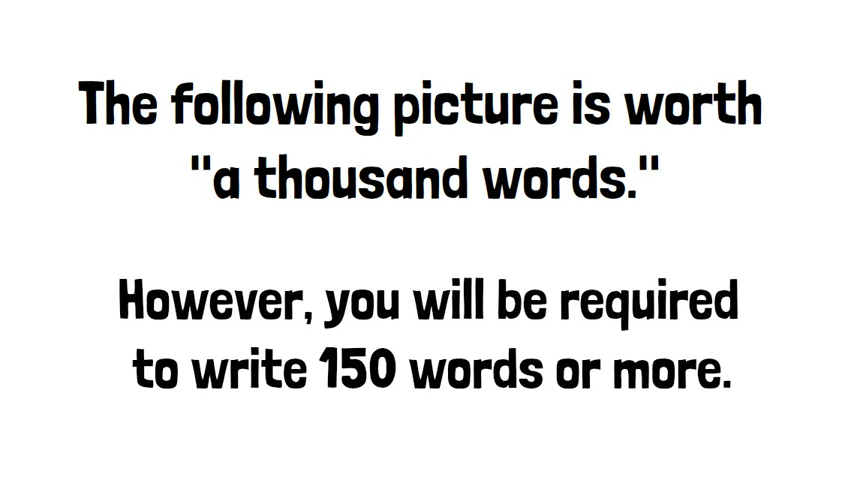 The following picture is worth
"a thousand words."
However, you will be required
to write 150 words or more.